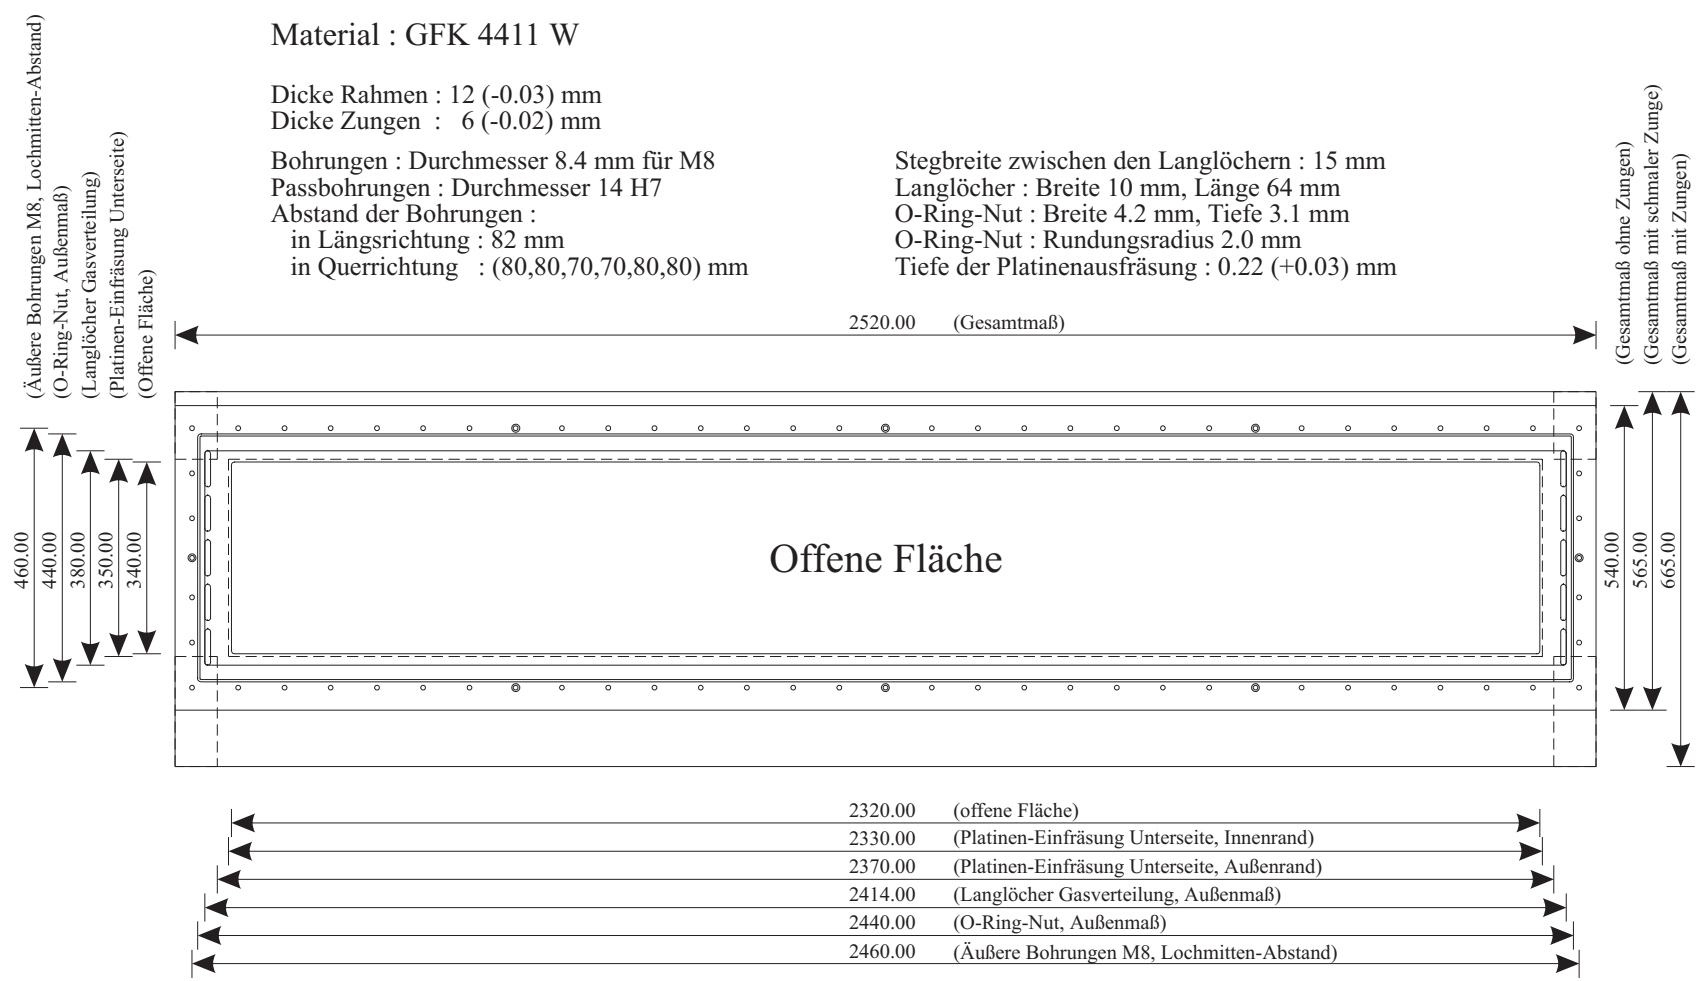 Material : GFK 4411 W
Dicke Rahmen : 12 (-0.03) mm
Dicke Zungen : 6 (-0.02) mm
Bohrungen : Durchmesser 8.4 mm für M8
Passbohrungen : Durchmesser 14 H7
Abstand der Bohrungen :
in Längsrichtung : 82 mm
in Querrichtung : (80,80,70,70,80,80) mm
Stegbreite zwischen den Langlöchern : 15 mm
Langlöcher : Breite 10 mm, Länge 64 mm
O-Ring-Nut : Breite 4.2 mm, Tiefe 3.1 mm
O-Ring-Nut : Rundungsradius 2.0 mm
Tiefe der Platinenausfräsung : 0.22 (+0.03) mm
2520.00 (Gesamtmaß)
460.00 (Äußere Bohrungen M8, Lochmitten-Abstand)
440.00 (O-Ring-Nut, Außenmaß)
380.00 (Langlöcher Gasverteilung)
350.00 (Platinen-Einfräsung Unterseite)
340.00 (Offene Fläche)
Offene Fläche
540.00 (Gesamtmaß ohne Zungen)
565.00 (Gesamtmaß mit schmaler Zunge)
665.00 (Gesamtmaß mit Zungen)
2320.00 (offene Fläche)
2330.00 (Platinen-Einfräsung Unterseite, Innenrand)
2370.00 (Platinen-Einfräsung Unterseite, Außenrand)
2414.00 (Langlöcher Gasverteilung, Außenmaß)
2440.00 (O-Ring-Nut, Außenmaß)
2460.00 (Äußere Bohrungen M8, Lochmitten-Abstand)